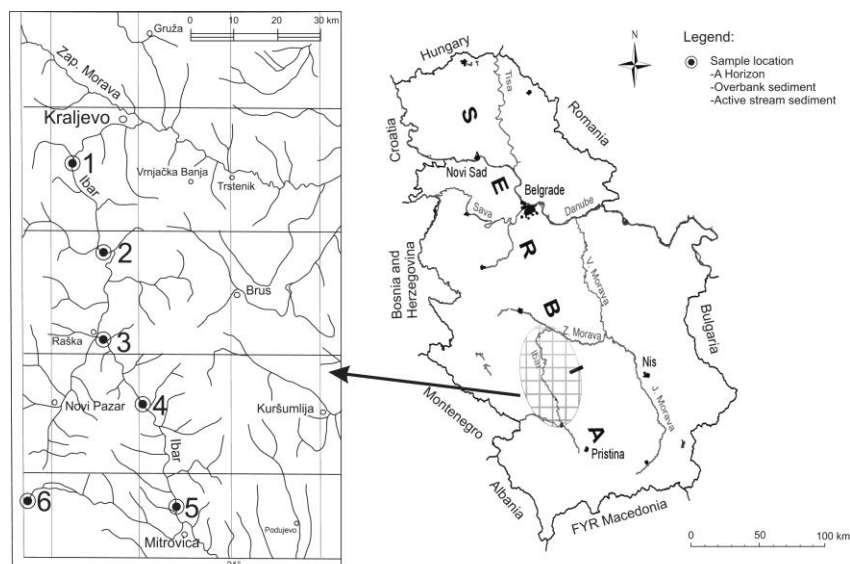 0 10 20 30 km
Gruža
Zap. Morava
Kraljevo
1
Ibar
Vrnjačka Banja
Trstenik
2
Brus
Raška
3
Novi Pazar
4
Kuršumlija
Ibar
6
5
Podujevo
Mitrovica
Hungary
Tisa
Romania
Croatia
Novi Sad
Belgrade
Sava
Danube
Bosnia and
Herzegovina
V. Morava
Z. Morava
Ibar
Nis
J. Morava
Bulgaria
Montenegro
Pristina
Albania
FYR Macedonia
S
E
R
B
I
A
N
Legend:
Sample location
-A Horizon
-Overbank sediment
-Active stream sediment
0 50 100 km